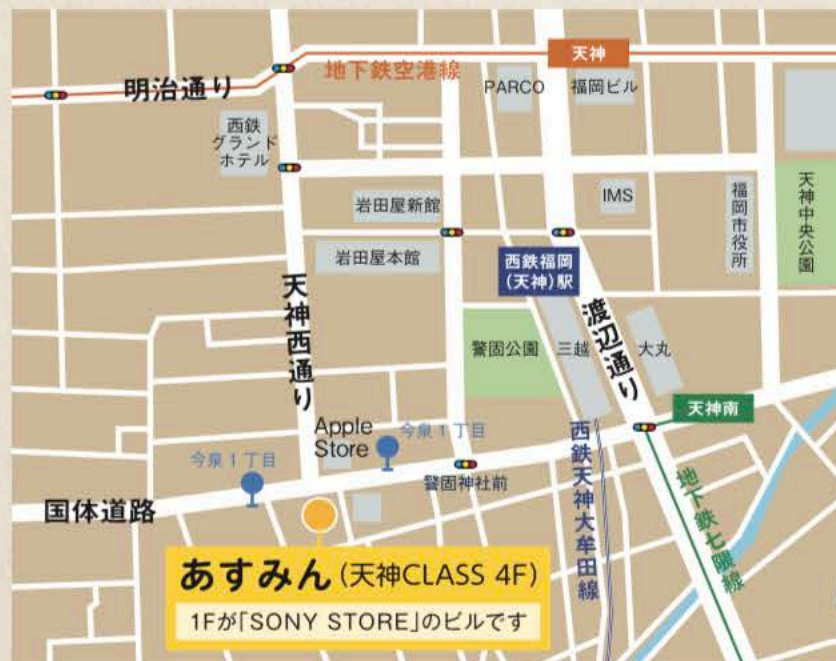 明治通り
地下鉄空港線
天神
PARCO
福岡ビル
西鉄
グランド
ホテル
岩田屋新館
IMS
福岡市役所
天神中央公園
岩田屋本館
西鉄福岡
(天神)駅
天神西通り
渡辺通り
警固公園
三越
大丸
天神南
Apple
Store
今泉1丁目
今泉1丁目
警固神社前
国体道路
西鉄天神大牟田線
地下鉄七隈線
あすみん(天神CLASS 4F)
1Fが「SONY STORE」のビルです